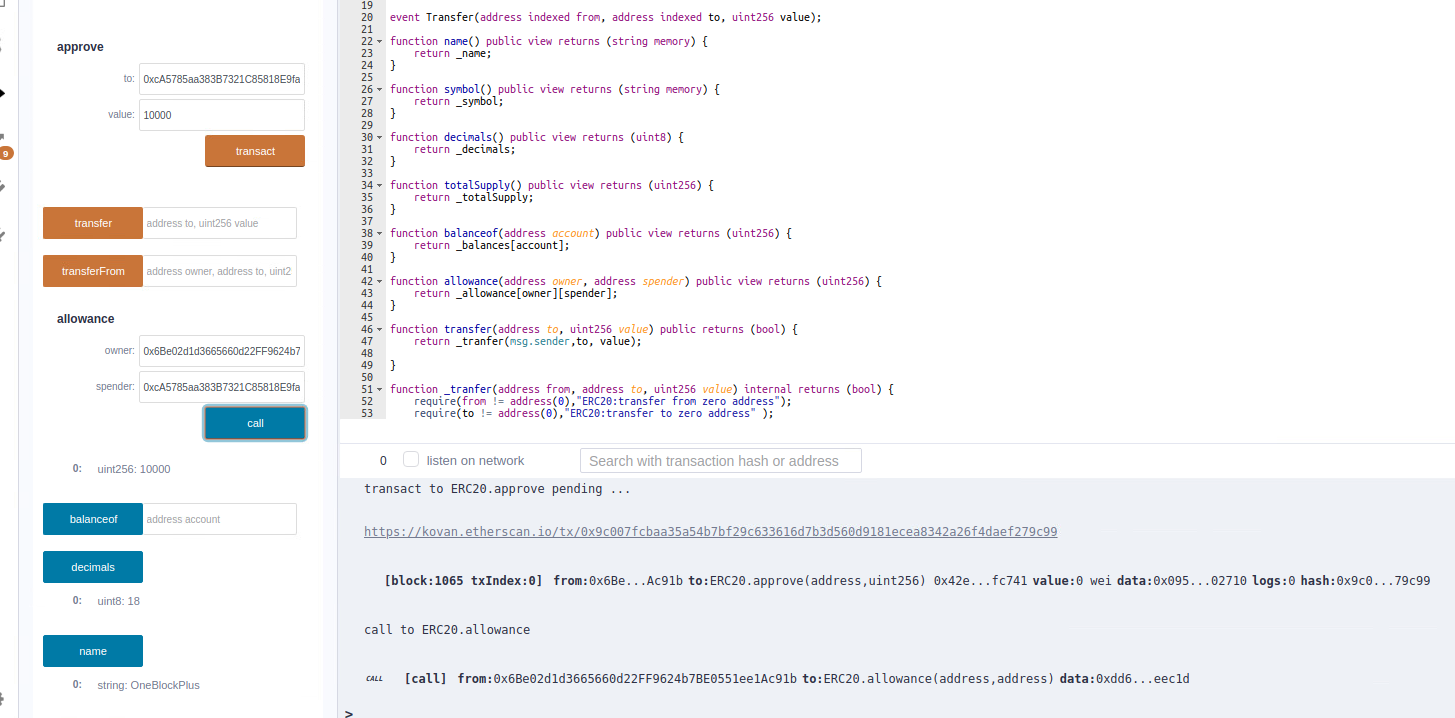 approve
to: 0xcA5785aa383B7321C85818E9fa
value: 10000
transact
9
transfer address to, uint256 value
transferFrom address owner, address to, uint2
allowance
owner: 0x6Be02d1d3665660d22FF9624b7
spender: 0xcA5785aa383B7321C85818E9fa
call
0: uint256: 10000
balanceof address account
decimals
0: uint8: 18
name
0: string: OneBlockPlus
19
20 event Transfer(address indexed from, address indexed to, uint256 value);
21
22 function name() public view returns (string memory) {
23 return _name;
24 }
25
26 function symbol() public view returns (string memory) {
27 return _symbol;
28 }
29
30 function decimals() public view returns (uint8) {
31 return _decimals;
32 }
33
34 function totalSupply() public view returns (uint256) {
35 return _totalSupply;
36 }
37
38 function balanceof(address account) public view returns (uint256) {
39 return _balances[account];
40 }
41
42 function allowance(address owner, address spender) public view returns (uint256) {
43 return _allowance[owner][spender];
44 }
45
46 function transfer(address to, uint256 value) public returns (bool) {
47 return _tranfer(msg.sender,to, value);
48
49 }
50
51 function _tranfer(address from, address to, uint256 value) internal returns (bool) {
52 require(from != address(0),"ERC20:transfer from zero address");
53 require(to != address(0),"ERC20:transfer to zero address" );
0 listen on network Search with transaction hash or address
transact to ERC20.approve pending ...
https://kovan.etherscan.io/tx/0x9c007fcbaa35a54b7bf29c633616d7b3d560d9181ecea8342a26f4daef279c99
[block:1065 txIndex:0] from:0x6Be...Ac91b to:ERC20.approve(address,uint256) 0x42e...fc741 value:0 wei data:0x095...02710 logs:0 hash:0x9c0...79c99
call to ERC20.allowance
CALL [call] from:0x6Be02d1d3665660d22FF9624b7BE0551ee1Ac91b to:ERC20.allowance(address,address) data:0xdd6...eec1d
>